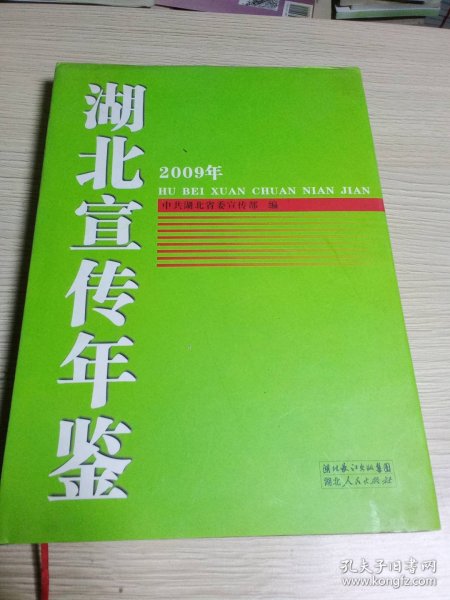 湖北宣传年鉴
2009年
HU BEI XUAN CHUAN NIAN JIAN
中共湖北省委宣传部 编
湖北长江出版集团
湖北人民出版社
孔夫子旧书网
www.kongfz.com